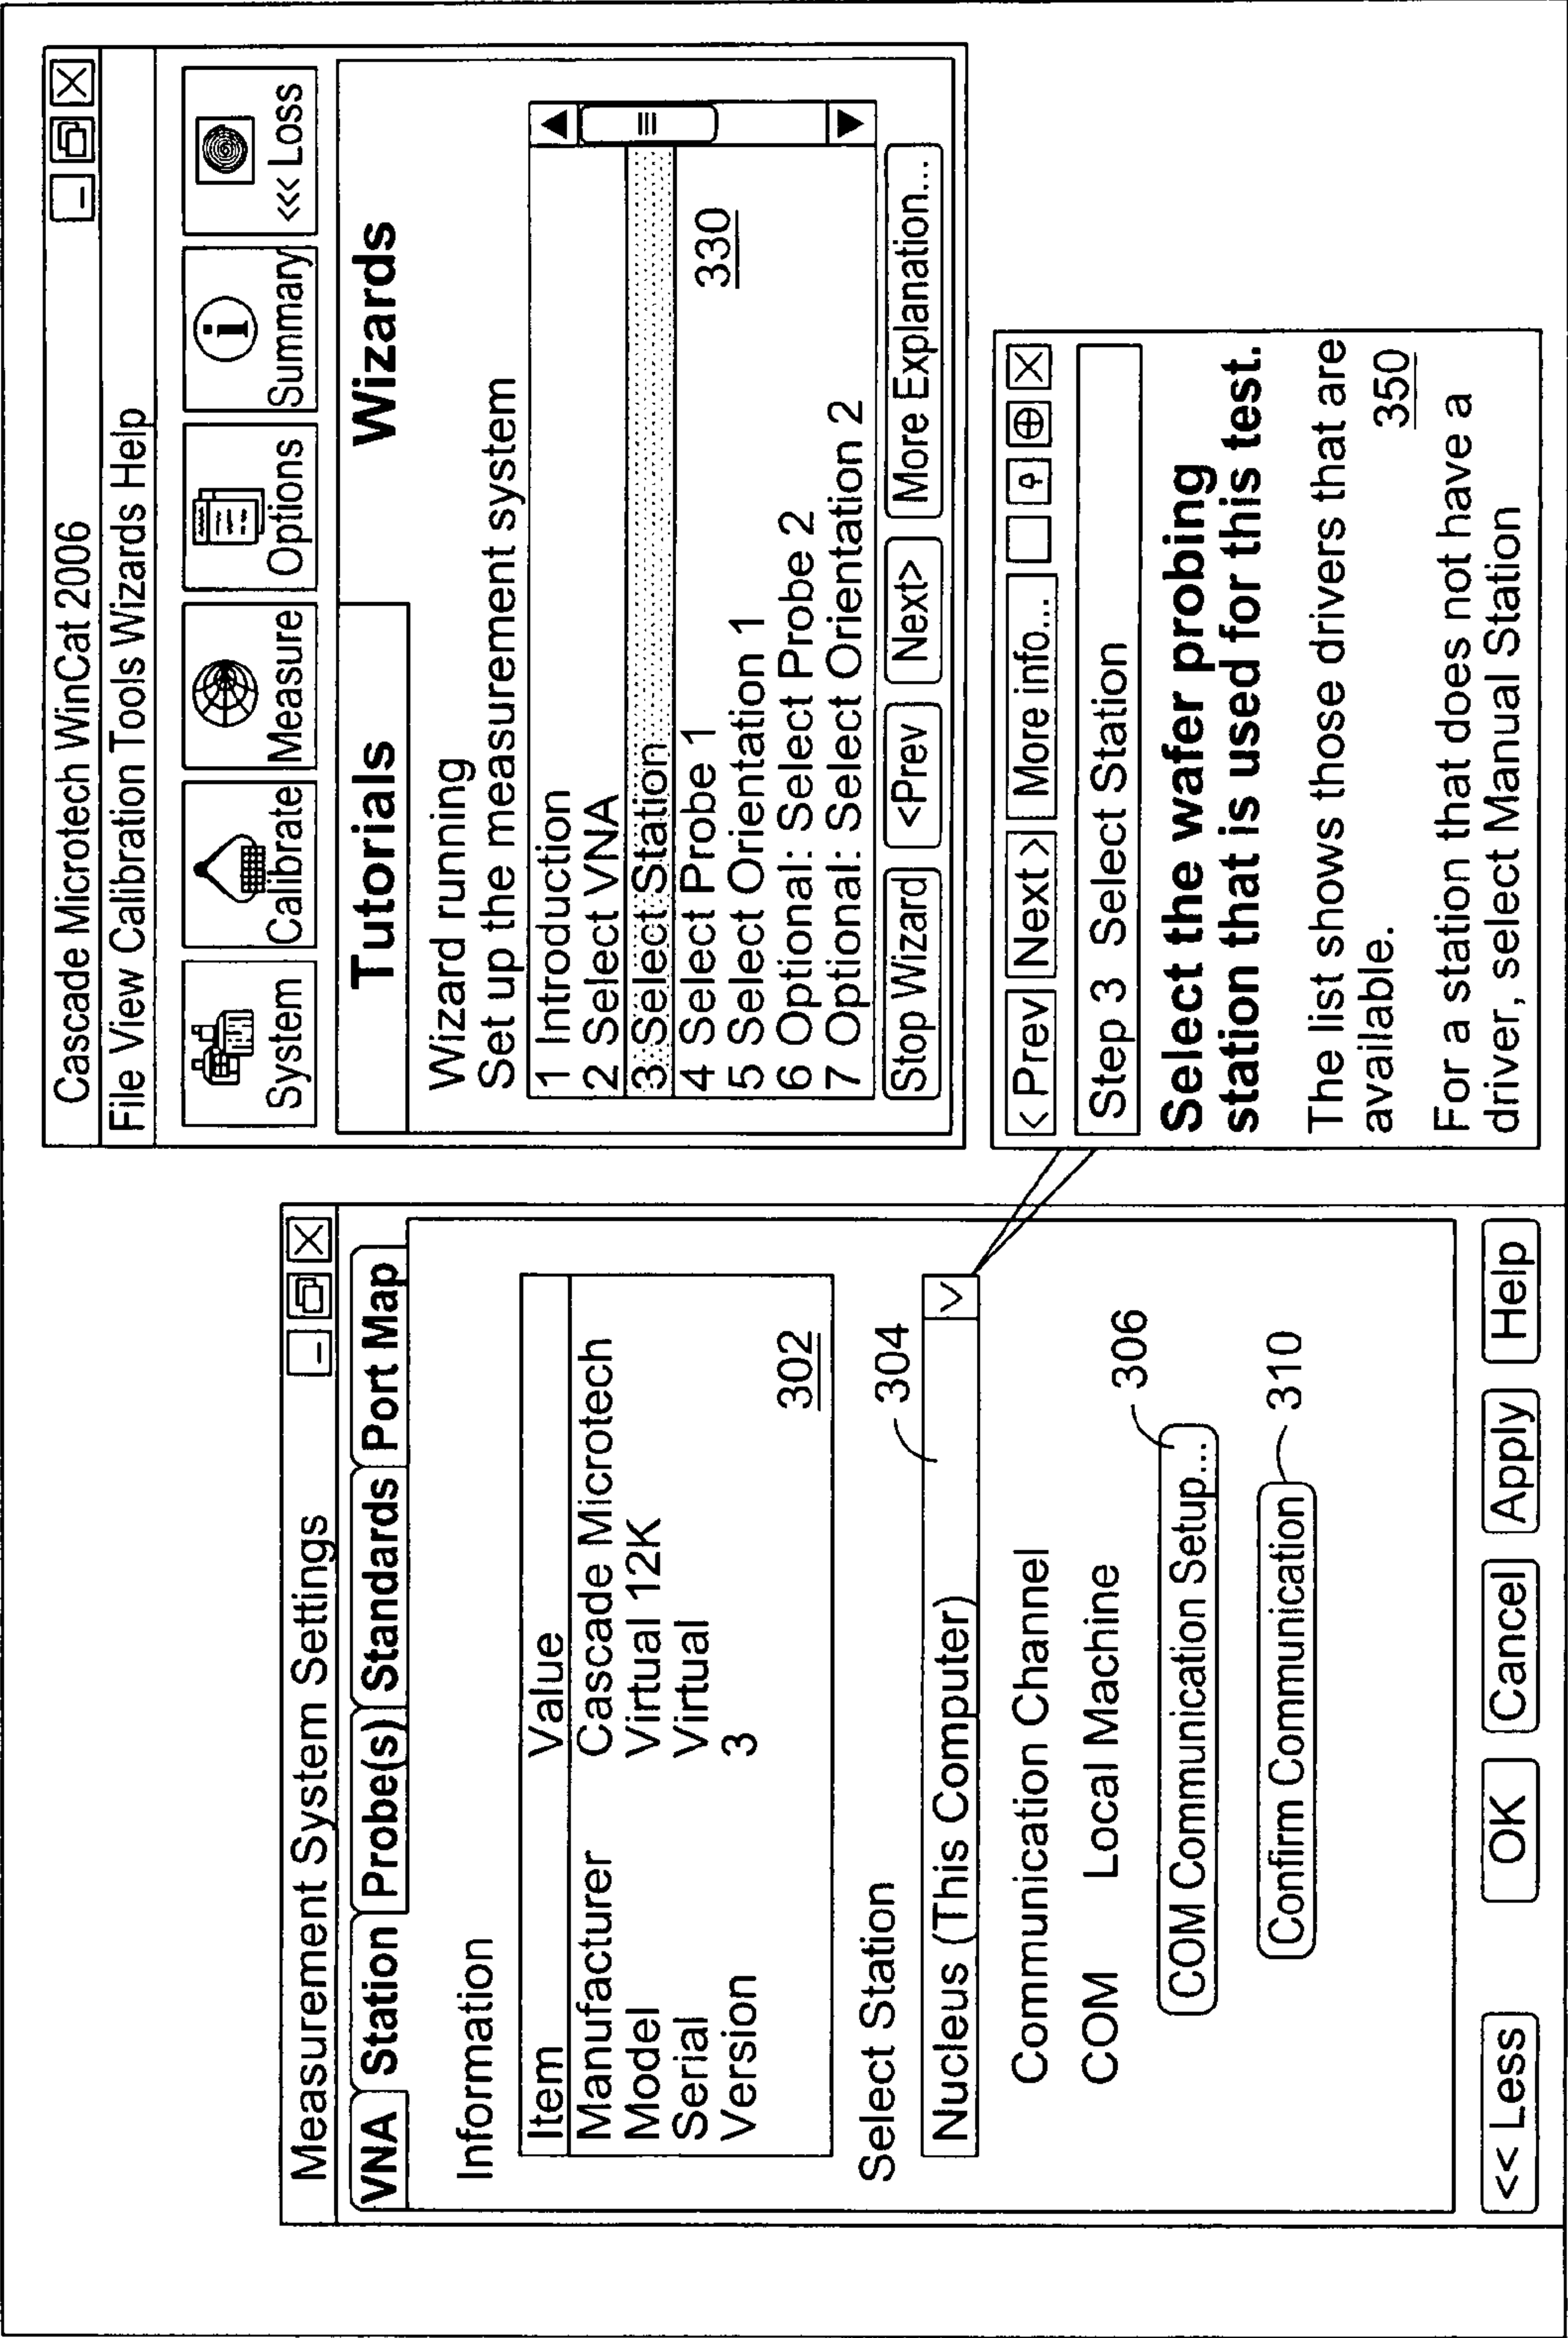 Measurement System Settings
VNA Station Probe(s) Standards Port Map
Information
Item Value
Manufacturer Cascade Microtech
Model Virtual 12K
Serial Virtual
Version 3
302
Select Station
304
Nucleus (This Computer)
Communication Channel
COM Local Machine
306
COM Communication Setup...
310
Confirm Communication
<< Less OK Cancel Apply Help
Cascade Microtech WinCat 2006
File View Calibration Tools Wizards Help
System Calibrate Measure Options Summary <<< Loss
Tutorials Wizards
Wizard running
Set up the measurement system
1 Introduction
2 Select VNA
3 Select Station
4 Select Probe 1
5 Select Orientation 1
6 Optional: Select Probe 2
7 Optional: Select Orientation 2
330
Stop Wizard <Prev Next> More Explanation...
< Prev Next > More info...
Step 3 Select Station
Select the wafer probing
station that is used for this test.
The list shows those drivers that are
available.
350
For a station that does not have a
driver, select Manual Station